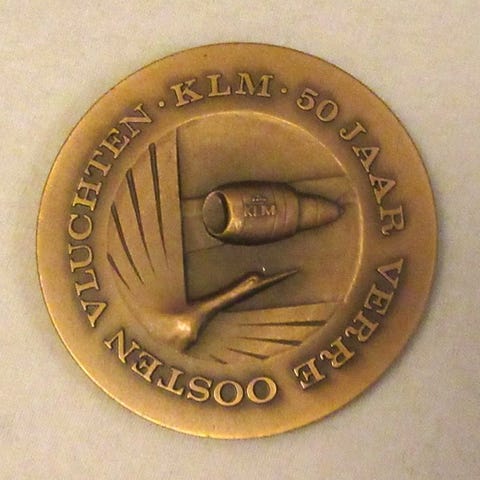 KLM · 50 JAAR VERRE OOSTEN VLUCHTEN ·
KLM